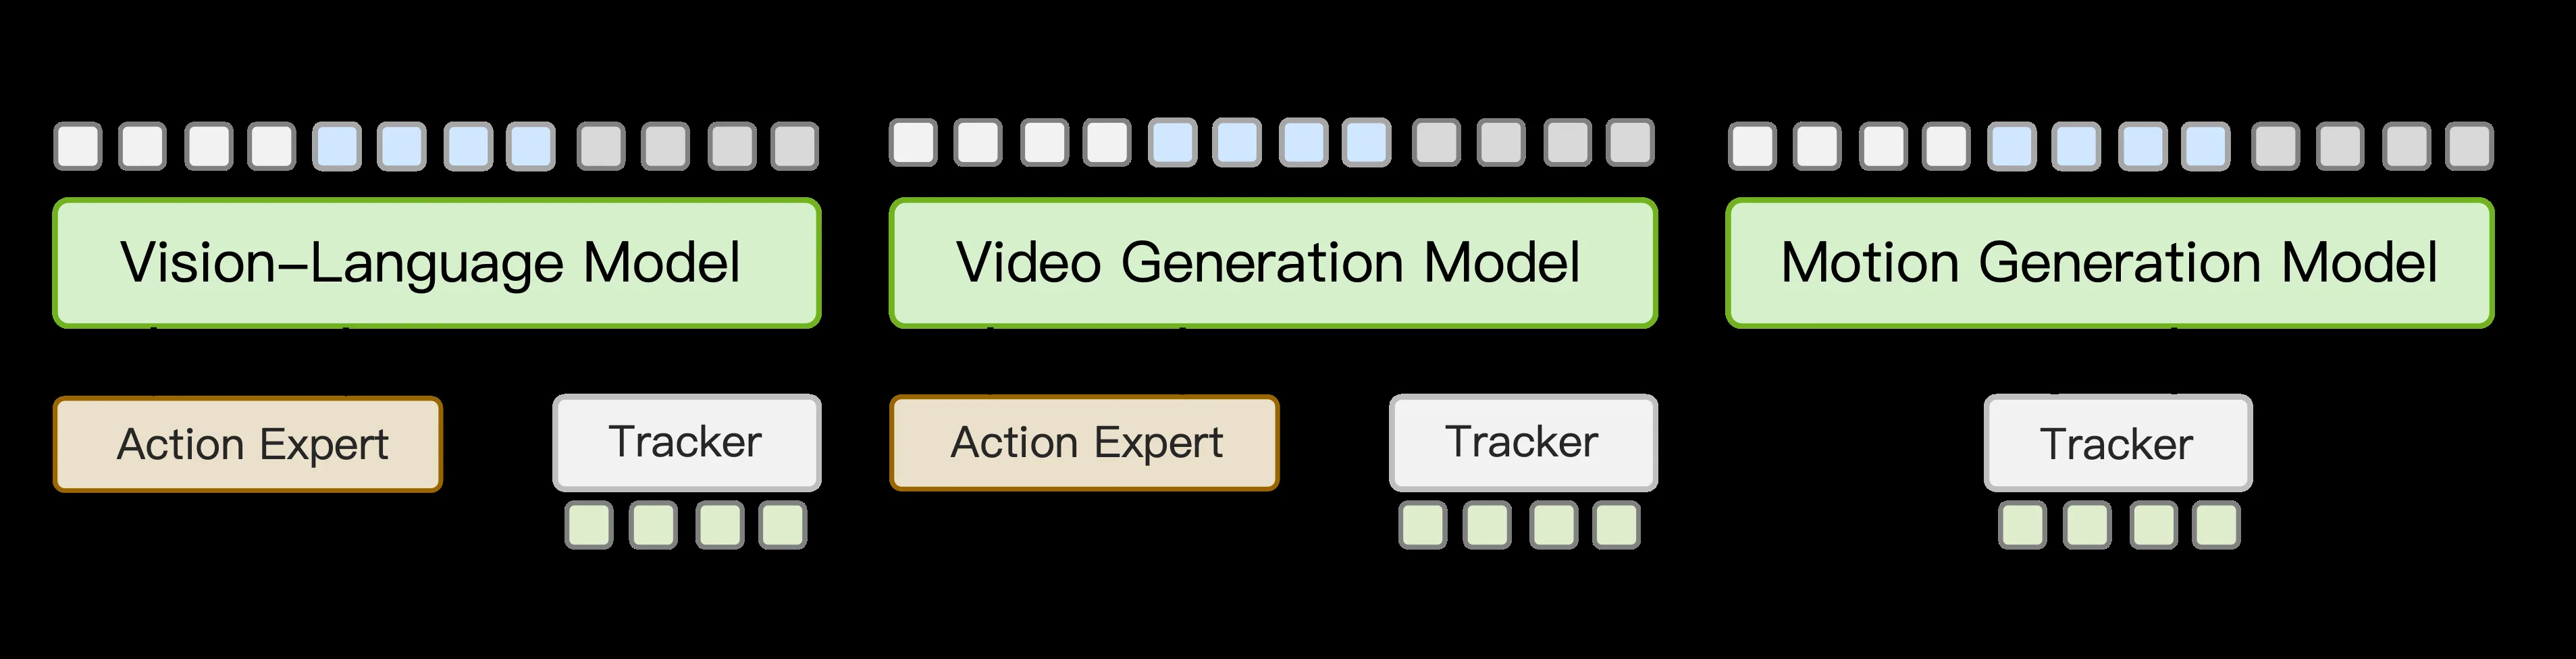 Vision–Language Model
Video Generation Model
Motion Generation Model
Action Expert
Tracker
Action Expert
Tracker
Tracker